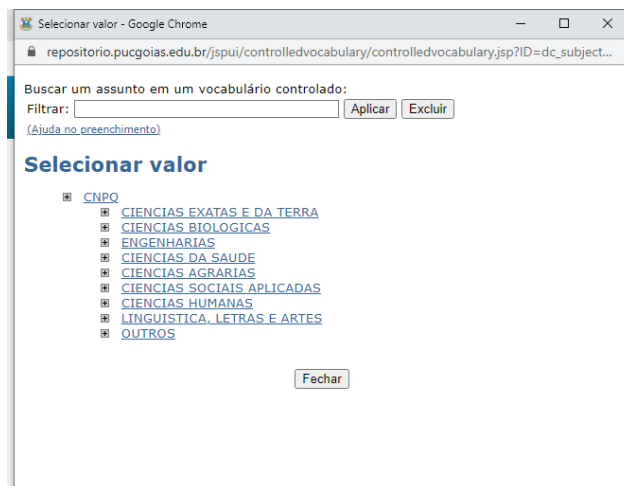 Selecionar valor - Google Chrome
repositorio.pucgoias.edu.br/jspui/controlledvocabulary/controlledvocabulary.jsp?ID=dc_subject...
Buscar um assunto em um vocabulário controlado:
Filtrar: Aplicar Excluir
(Ajuda no preenchimento)
Selecionar valor
CNPQ
CIENCIAS EXATAS E DA TERRA
CIENCIAS BIOLOGICAS
ENGENHARIAS
CIENCIAS DA SAUDE
CIENCIAS AGRARIAS
CIENCIAS SOCIAIS APLICADAS
CIENCIAS HUMANAS
LINGUISTICA, LETRAS E ARTES
OUTROS
Fechar